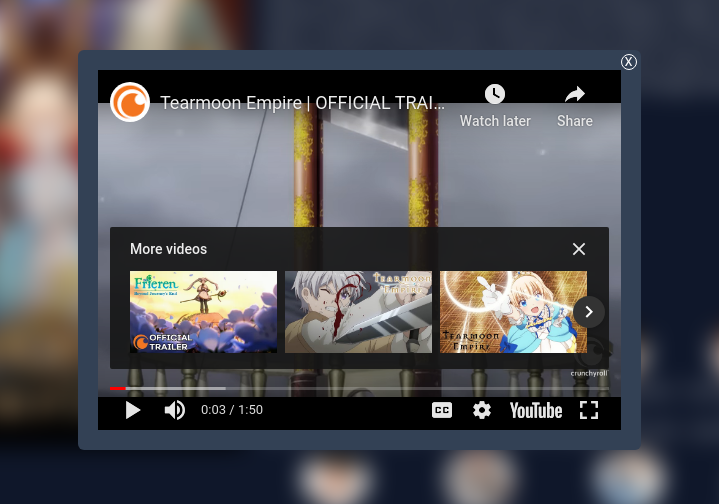 X
Tearmoon Empire | OFFICIAL TRAI...
Watch later
Share
More videos
Frieren
Beyond Journey's End
OFFICIAL
TRAILER
TEARMOON
EMPIRE
TEARMOON
EMPIRE
crunchyroll
0:03 / 1:50
CC
YouTube